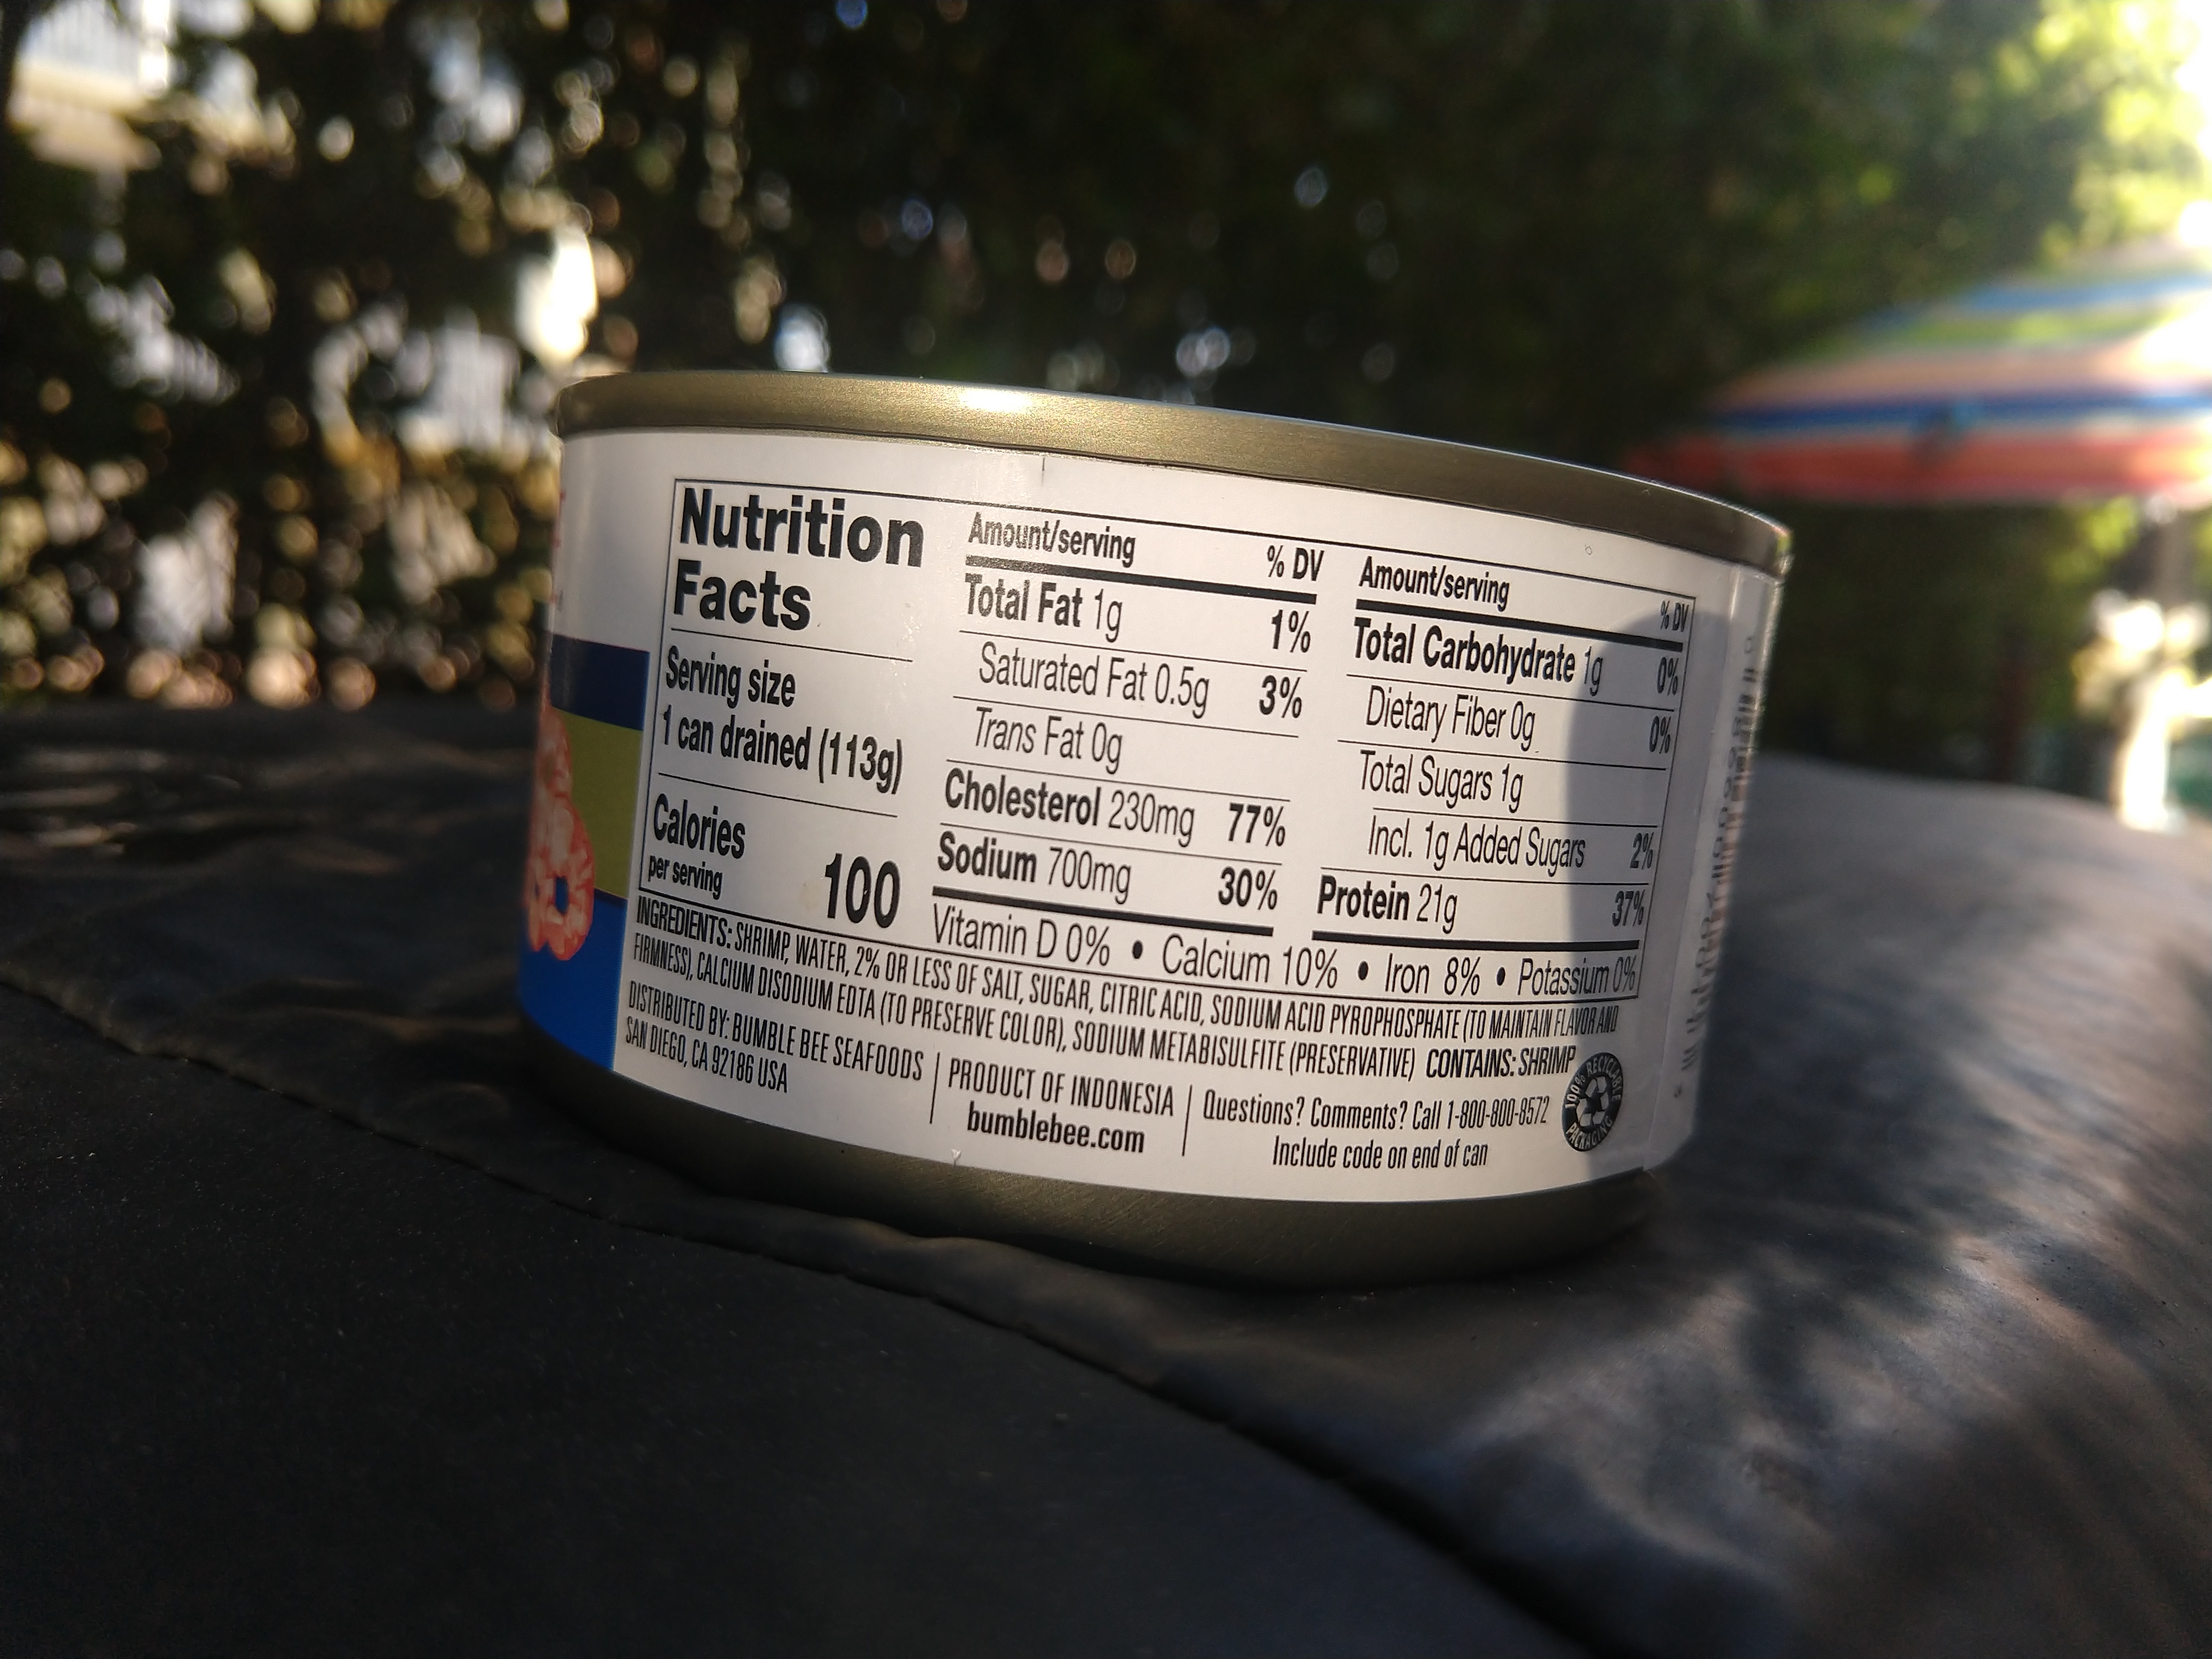 Nutrition
Facts
Serving size
1 can drained (113g)
Calories
per serving
100
Amount/serving % DV
Total Fat 1g 1%
Saturated Fat 0.5g 3%
Trans Fat 0g
Cholesterol 230mg 77%
Sodium 700mg 30%
Amount/serving % DV
Total Carbohydrate 1g 0%
Dietary Fiber 0g 0%
Total Sugars 1g
Incl. 1g Added Sugars 2%
Protein 21g 37%
Vitamin D 0% • Calcium 10% • Iron 8% • Potassium 0%
INGREDIENTS: SHRIMP, WATER, 2% OR LESS OF SALT, SUGAR, CITRIC ACID, SODIUM ACID PYROPHOSPHATE (TO MAINTAIN FLAVOR AND
FIRMNESS), CALCIUM DISODIUM EDTA (TO PRESERVE COLOR), SODIUM METABISULFITE (PRESERVATIVE) CONTAINS: SHRIMP
DISTRIBUTED BY: BUMBLE BEE SEAFOODS
SAN DIEGO, CA 92186 USA
PRODUCT OF INDONESIA
bumblebee.com
Questions? Comments? Call 1-800-800-8572
Include code on end of can
100% RECYCLABLE
PACKAGING